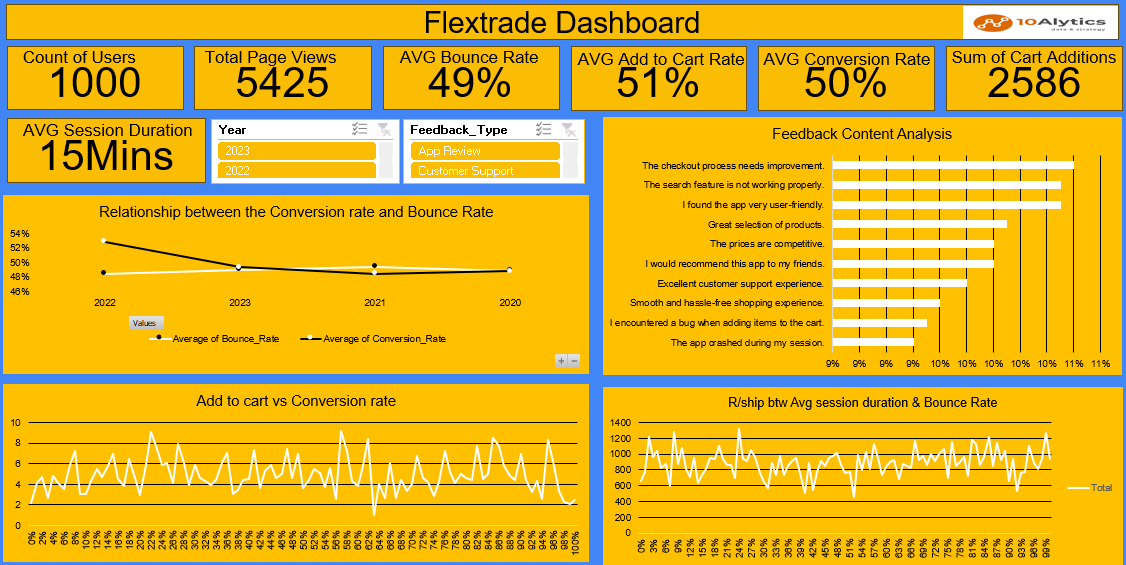 Flextrade Dashboard
10Alytics
data & strategy
Count of Users
1000
Total Page Views
5425
AVG Bounce Rate
49%
AVG Add to Cart Rate
51%
AVG Conversion Rate
50%
Sum of Cart Additions
2586
AVG Session Duration
15Mins
Year
2023
2022
Feedback_Type
App Review
Customer Support
Relationship between the Conversion rate and Bounce Rate
54%
52%
50%
48%
46%
2022 2023 2021 2020
Values
Average of Bounce_Rate Average of Conversion_Rate
+ −
Feedback Content Analysis
The checkout process needs improvement.
The search feature is not working properly.
I found the app very user-friendly.
Great selection of products.
The prices are competitive.
I would recommend this app to my friends.
Excellent customer support experience.
Smooth and hassle-free shopping experience.
I encountered a bug when adding items to the cart.
The app crashed during my session.
9% 9% 9% 9% 10% 10% 10% 10% 10% 11% 11%
Add to cart vs Conversion rate
10
8
6
4
2
0
0% 2% 4% 6% 8% 10% 12% 14% 16% 18% 20% 22% 24% 26% 28% 30% 32% 34% 36% 38% 40% 42% 44% 46% 48% 50% 52% 54% 56% 58% 60% 62% 64% 66% 68% 70% 72% 74% 76% 78% 80% 82% 84% 86% 88% 90% 92% 94% 96% 98% 100%
R/ship btw Avg session duration & Bounce Rate
1400
1200
1000
800
600
400
200
0
0% 3% 6% 9% 12% 15% 18% 21% 24% 27% 30% 33% 36% 39% 42% 45% 48% 51% 54% 57% 60% 63% 66% 69% 72% 75% 78% 81% 84% 87% 90% 93% 96% 99%
Total